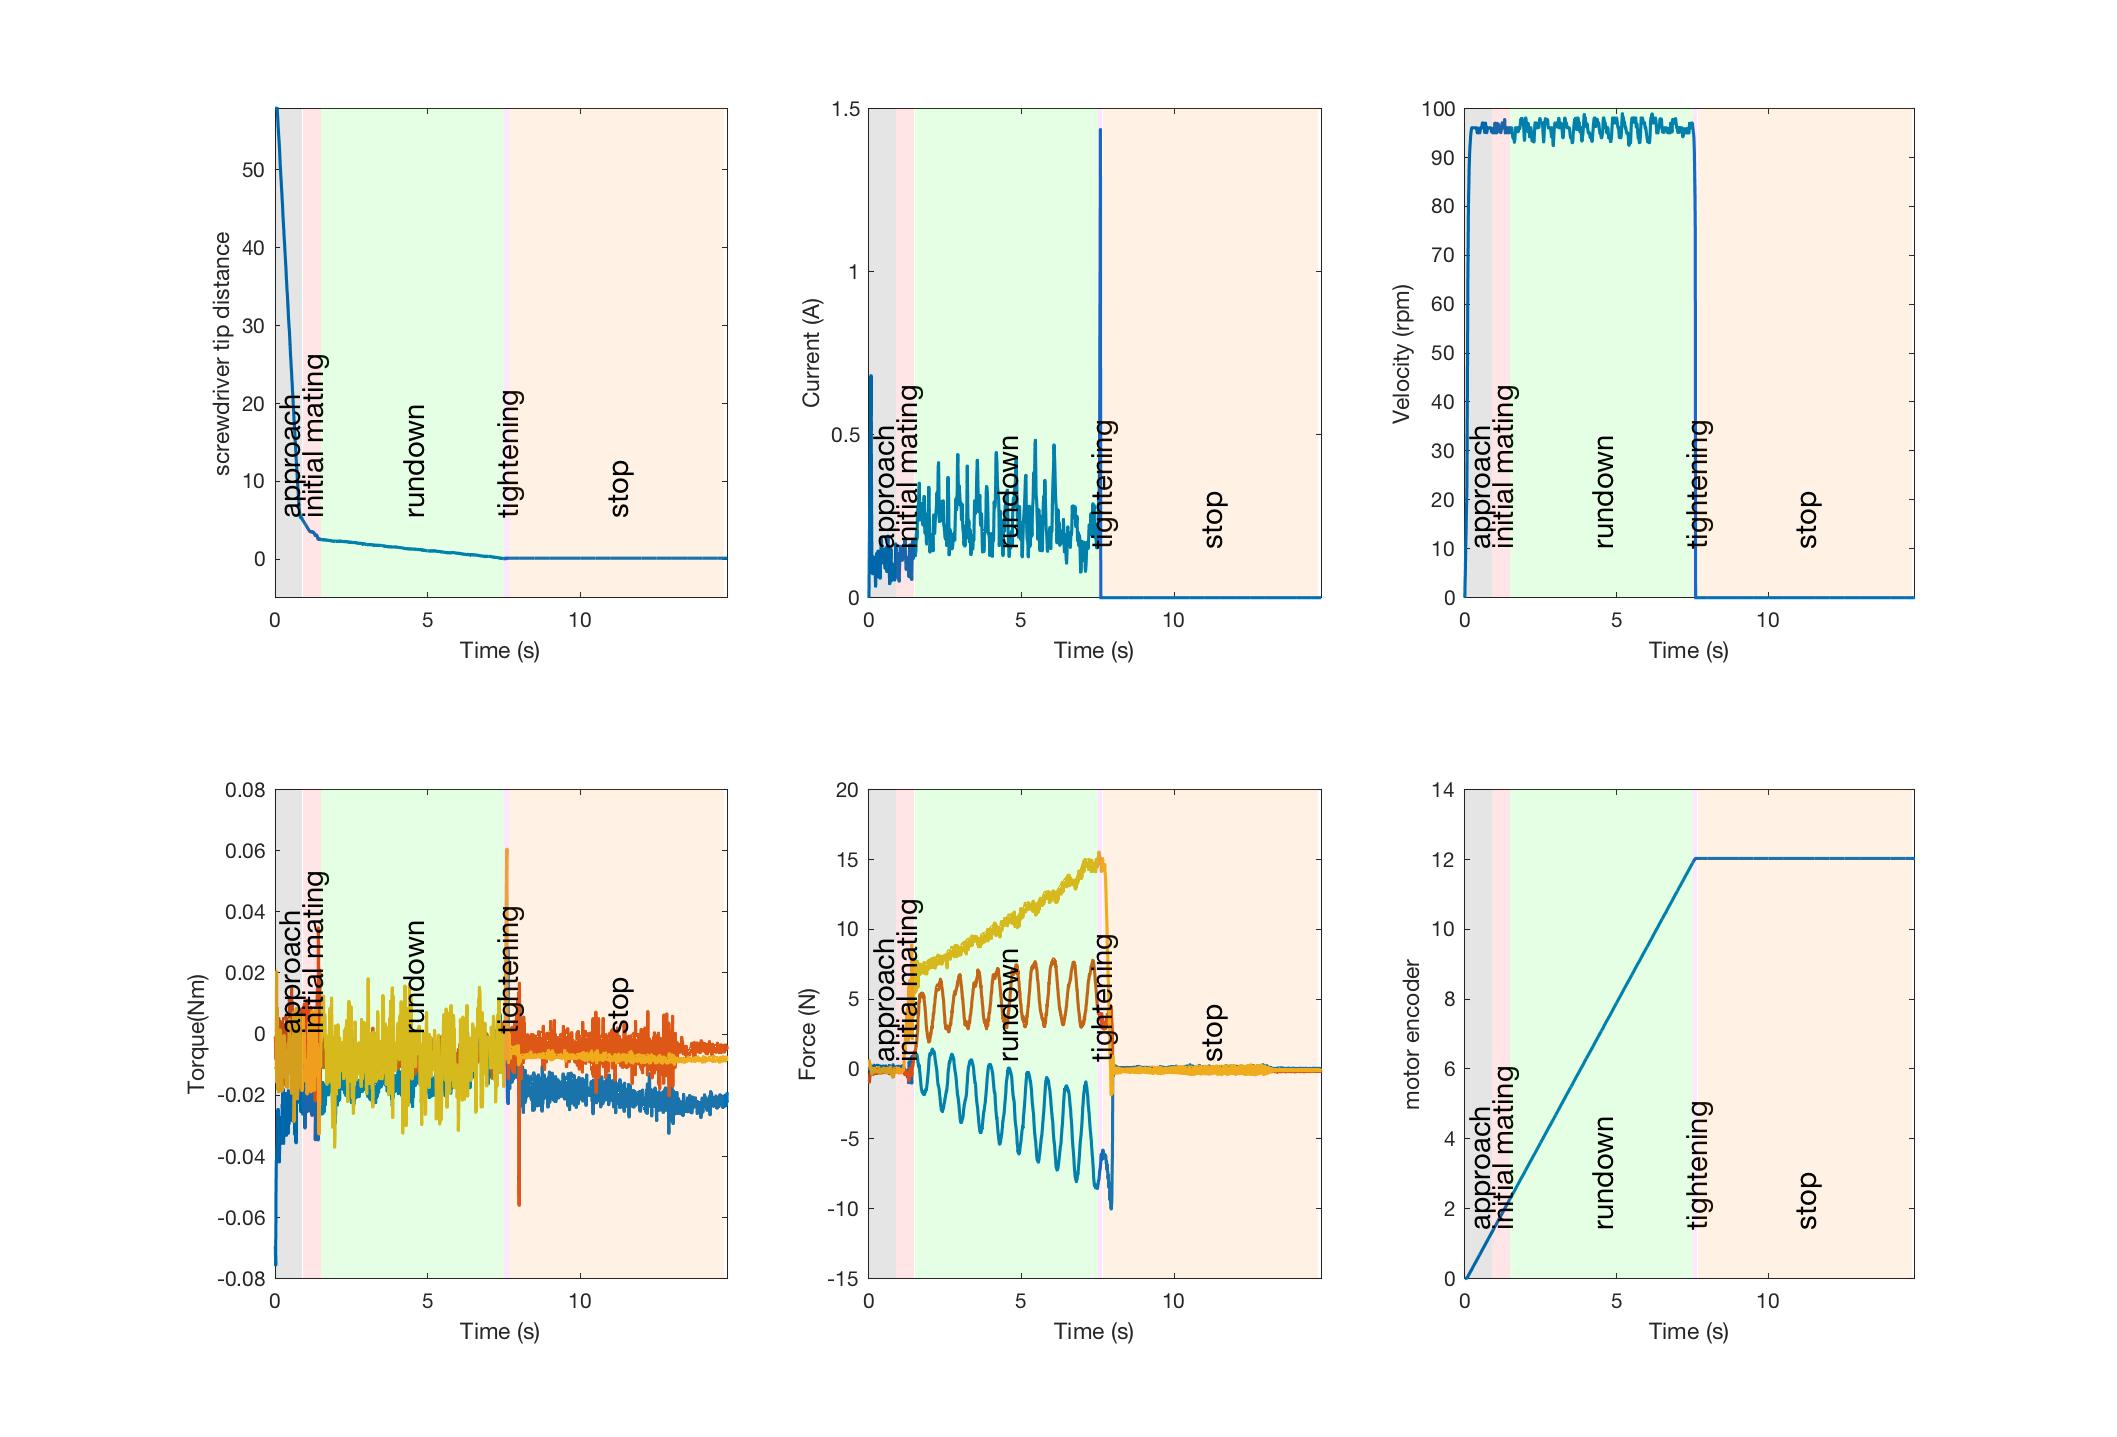 screwdriver tip distance
50
40
30
20
10
0
approach
initial mating
rundown
tightening
stop
0 5 10
Time (s)
Current (A)
1.5
1
0.5
0
approach
initial mating
rundown
tightening
stop
0 5 10
Time (s)
Velocity (rpm)
100
90
80
70
60
50
40
30
20
10
0
approach
initial mating
rundown
tightening
stop
0 5 10
Time (s)
Torque(Nm)
0.08
0.06
0.04
0.02
0
-0.02
-0.04
-0.06
-0.08
approach
initial mating
rundown
tightening
stop
0 5 10
Time (s)
Force (N)
20
15
10
5
0
-5
-10
-15
approach
initial mating
rundown
tightening
stop
0 5 10
Time (s)
motor encoder
14
12
10
8
6
4
2
0
approach
initial mating
rundown
tightening
stop
0 5 10
Time (s)